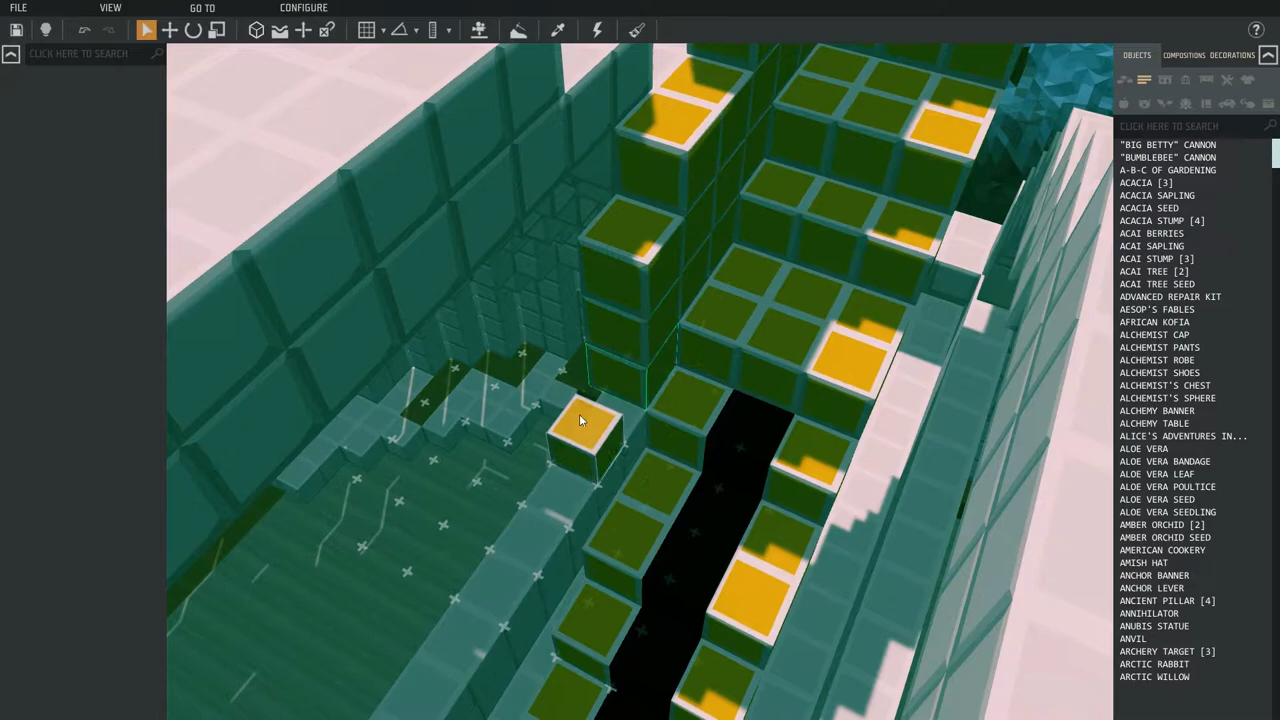 FILE VIEW GO TO CONFIGURE
CLICK HERE TO SEARCH
OBJECTS COMPOSITIONS DECORATIONS
CLICK HERE TO SEARCH
"BIG BETTY" CANNON
"BUMBLEBEE" CANNON
A-B-C OF GARDENING
ACACIA [3]
ACACIA SAPLING
ACACIA SEED
ACACIA STUMP [4]
ACAI BERRIES
ACAI SAPLING
ACAI STUMP [3]
ACAI TREE [2]
ACAI TREE SEED
ADVANCED REPAIR KIT
AESOP'S FABLES
AFRICAN KOFIA
ALCHEMIST CAP
ALCHEMIST PANTS
ALCHEMIST ROBE
ALCHEMIST SHOES
ALCHEMIST'S CHEST
ALCHEMIST'S SPHERE
ALCHEMY BANNER
ALCHEMY TABLE
ALICE'S ADVENTURES IN...
ALOE VERA
ALOE VERA BANDAGE
ALOE VERA LEAF
ALOE VERA POULTICE
ALOE VERA SEED
ALOE VERA SEEDLING
AMBER ORCHID [2]
AMBER ORCHID SEED
AMERICAN COOKERY
AMISH HAT
ANCHOR BANNER
ANCHOR LEVER
ANCIENT PILLAR [4]
ANNIHILATOR
ANUBIS STATUE
ANVIL
ARCHERY TARGET [3]
ARCTIC RABBIT
ARCTIC WILLOW